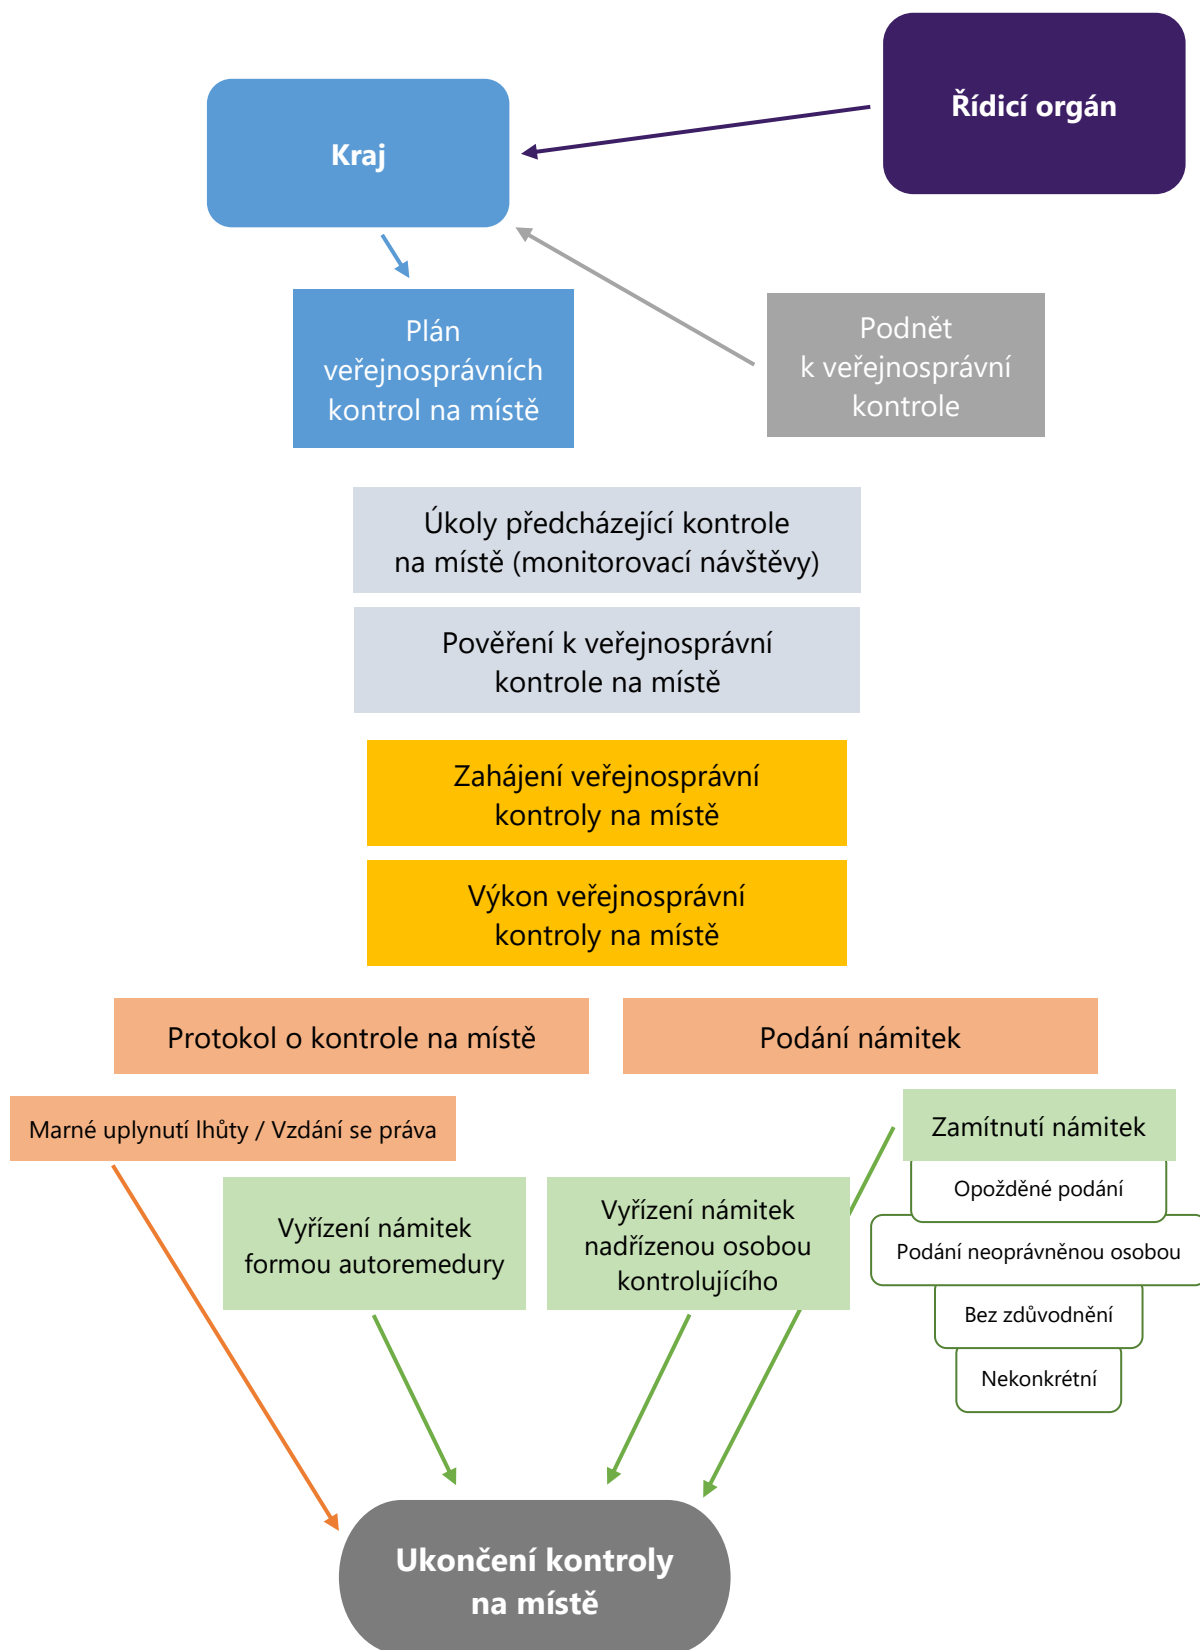 Řídicí orgán
Kraj
Plán
veřejnosprávních
kontrol na místě
Podnět
k veřejnosprávní
kontrole
Úkoly předcházející kontrole
na místě (monitorovací návštěvy)
Pověření k veřejnosprávní
kontrole na místě
Zahájení veřejnosprávní
kontroly na místě
Výkon veřejnosprávní
kontroly na místě
Protokol o kontrole na místě
Podání námitek
Marné uplynutí lhůty / Vzdání se práva
Zamítnutí námitek
Opožděné podání
Podání neoprávněnou osobou
Bez zdůvodnění
Nekonkrétní
Vyřízení námitek
formou autoremedury
Vyřízení námitek
nadřízenou osobou
kontrolujícího
Ukončení kontroly
na místě